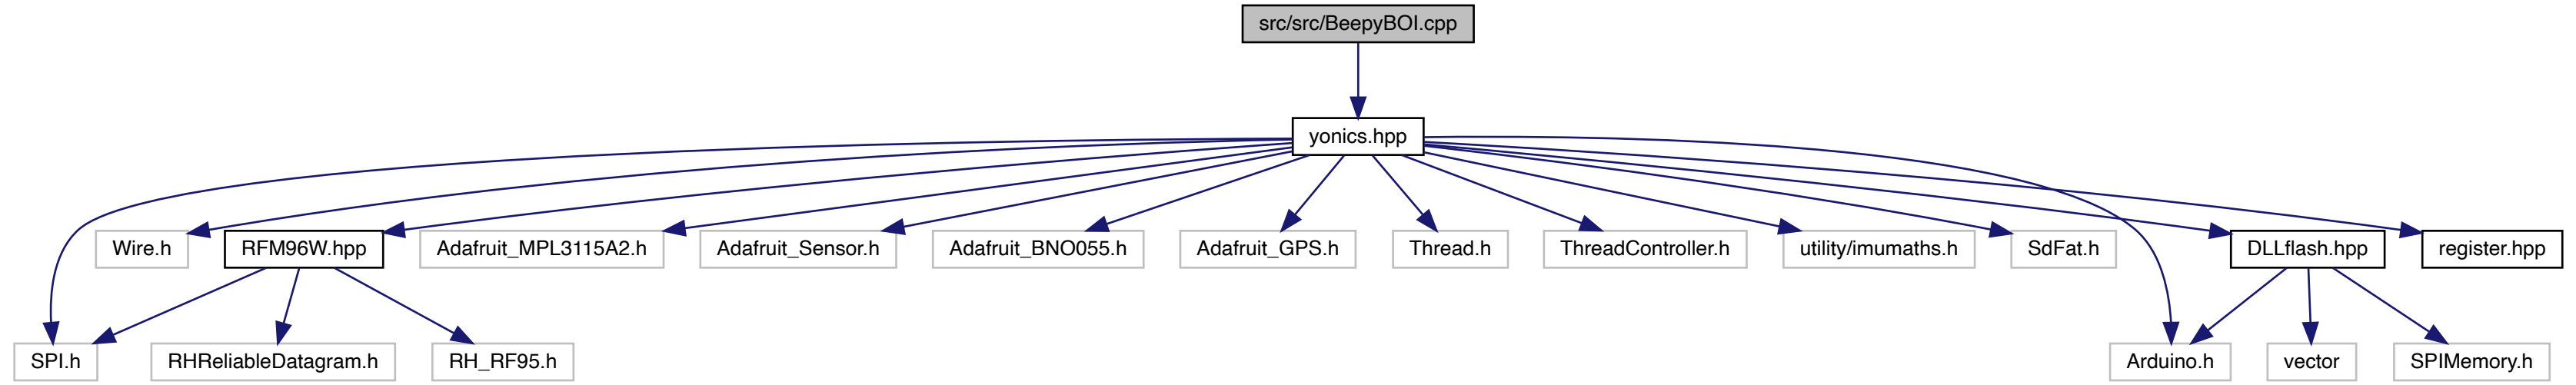 src/src/BeepyBOI.cpp
yonics.hpp
Wire.h
RFM96W.hpp
Adafruit_MPL3115A2.h
Adafruit_Sensor.h
Adafruit_BNO055.h
Adafruit_GPS.h
Thread.h
ThreadController.h
utility/imumaths.h
SdFat.h
DLLflash.hpp
register.hpp
SPI.h
RHReliableDatagram.h
RH_RF95.h
Arduino.h
vector
SPIMemory.h